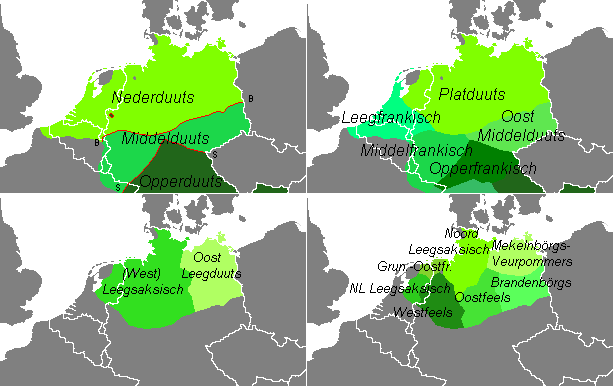 Nederduuts
B
B
Middelduuts
S
Opperduuts
S
Platduuts
Leegfrankisch
Oost
Middelduuts
Middelfrankisch
Opperfrankisch
(West)
Leegsaksisch
Oost
Leegduuts
Noord
Leegsaksisch
Mekelnbörgs-
Veurpommers
Grun.-Oostfr.
NL Leegsaksisch
Brandenbörgs
Oostfeels
Westfeels